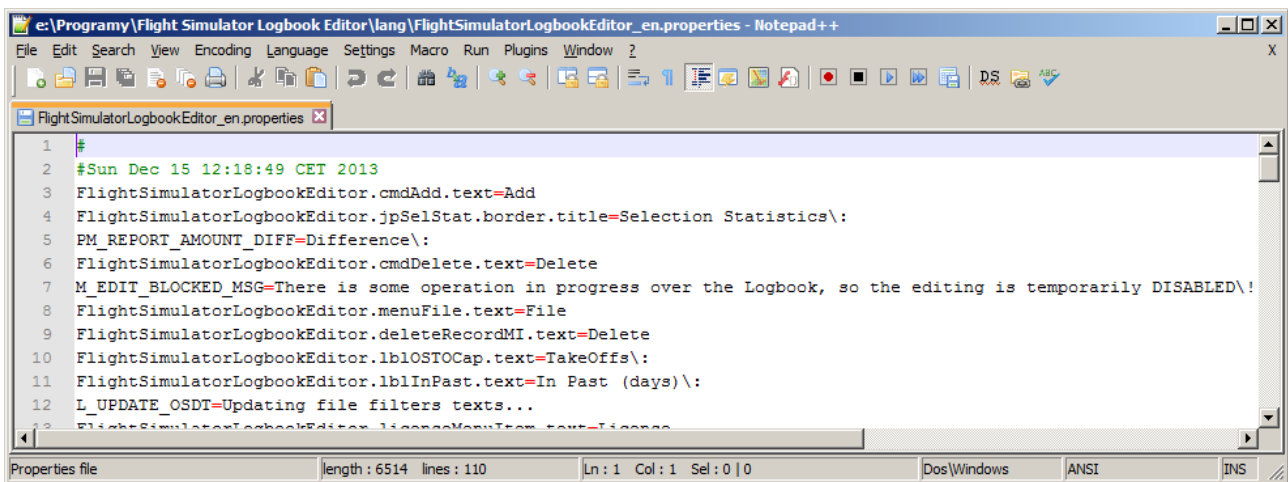 e:\Programy\Flight Simulator Logbook Editor\lang\FlightSimulatorLogbookEditor_en.properties - Notepad++
File Edit Search View Encoding Language Settings Macro Run Plugins Window ? X
FlightSimulatorLogbookEditor_en.properties
1 #
2 #Sun Dec 15 12:18:49 CET 2013
3 FlightSimulatorLogbookEditor.cmdAdd.text=Add
4 FlightSimulatorLogbookEditor.jpSelStat.border.title=Selection Statistics\:
5 PM_REPORT_AMOUNT_DIFF=Difference\:
6 FlightSimulatorLogbookEditor.cmdDelete.text=Delete
7 M_EDIT_BLOCKED_MSG=There is some operation in progress over the Logbook, so the editing is temporarily DISABLED\!
8 FlightSimulatorLogbookEditor.menuFile.text=File
9 FlightSimulatorLogbookEditor.deleteRecordMI.text=Delete
10 FlightSimulatorLogbookEditor.lblOSTOCap.text=TakeOffs\:
11 FlightSimulatorLogbookEditor.lblInPast.text=In Past (days)\:
12 L_UPDATE_OSDT=Updating file filters texts...
13 FlightSimulatorLogbookEditor.licenceMenuItem.text=Licence
Properties file length : 6514 lines : 110 Ln : 1 Col : 1 Sel : 0 | 0 Dos\Windows ANSI INS